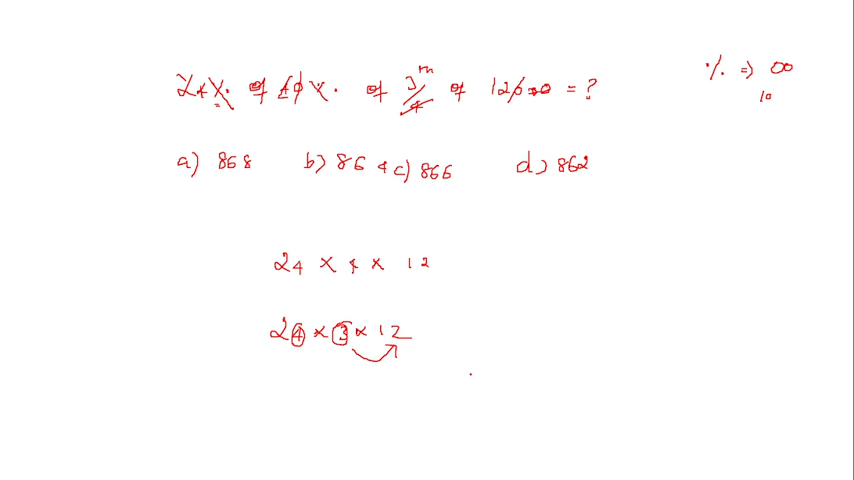 24%. of 40%. of 3/4 th of 12000 = ?
%. => 00
10
a) 868 b) 864 c) 866 d) 862
24 × 4 × 12
24 × 3 × 12